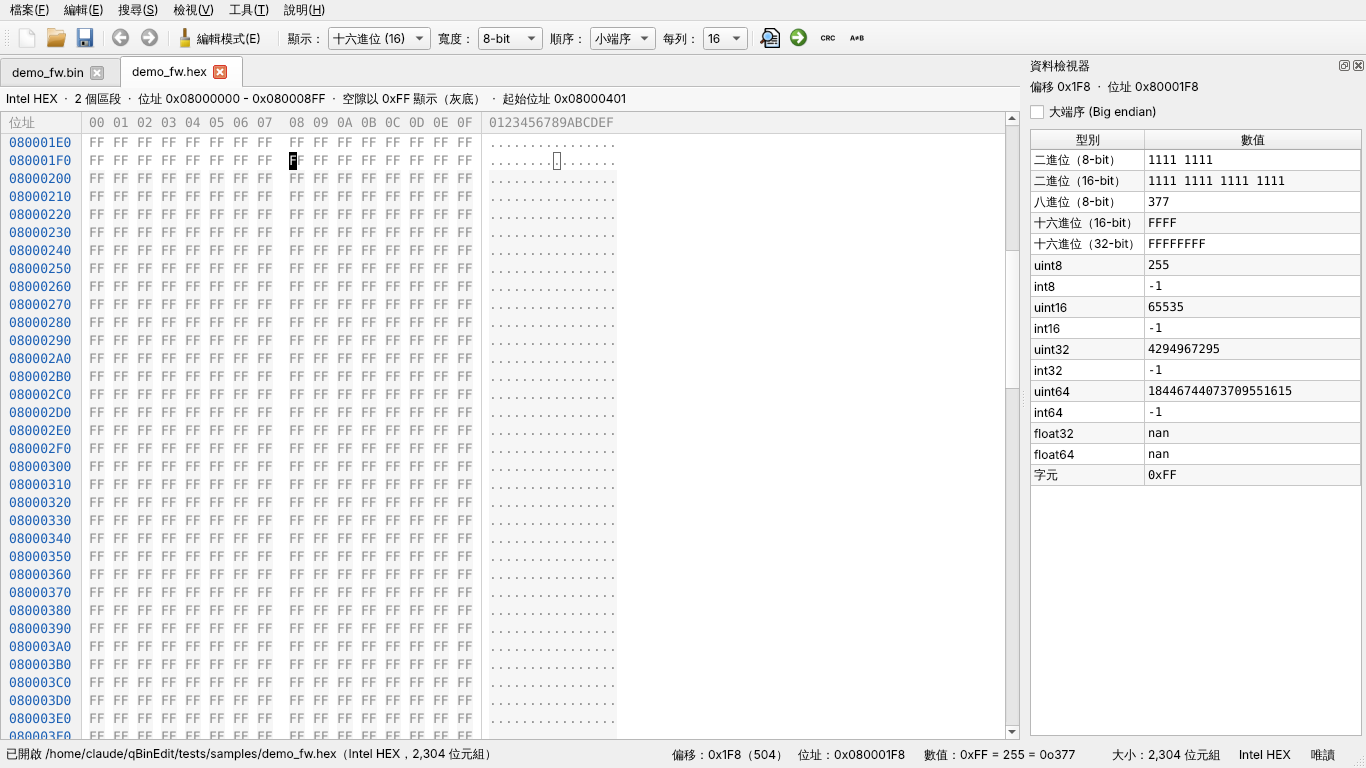 檔案(F) 編輯(E) 搜尋(S) 檢視(V) 工具(T) 說明(H)
編輯模式(E) 顯示： 十六進位 (16) 寬度： 8-bit 順序： 小端序 每列： 16 CRC A≠B
demo_fw.bin demo_fw.hex
Intel HEX · 2 個區段 · 位址 0x08000000 - 0x080008FF · 空隙以 0xFF 顯示（灰底） · 起始位址 0x08000401
位址 00 01 02 03 04 05 06 07 08 09 0A 0B 0C 0D 0E 0F 0123456789ABCDEF
080001E0 FF FF FF FF FF FF FF FF FF FF FF FF FF FF FF FF ................
080001F0 FF FF FF FF FF FF FF FF FF FF FF FF FF FF FF FF ................
08000200 FF FF FF FF FF FF FF FF FF FF FF FF FF FF FF FF ................
08000210 FF FF FF FF FF FF FF FF FF FF FF FF FF FF FF FF ................
08000220 FF FF FF FF FF FF FF FF FF FF FF FF FF FF FF FF ................
08000230 FF FF FF FF FF FF FF FF FF FF FF FF FF FF FF FF ................
08000240 FF FF FF FF FF FF FF FF FF FF FF FF FF FF FF FF ................
08000250 FF FF FF FF FF FF FF FF FF FF FF FF FF FF FF FF ................
08000260 FF FF FF FF FF FF FF FF FF FF FF FF FF FF FF FF ................
08000270 FF FF FF FF FF FF FF FF FF FF FF FF FF FF FF FF ................
08000280 FF FF FF FF FF FF FF FF FF FF FF FF FF FF FF FF ................
08000290 FF FF FF FF FF FF FF FF FF FF FF FF FF FF FF FF ................
080002A0 FF FF FF FF FF FF FF FF FF FF FF FF FF FF FF FF ................
080002B0 FF FF FF FF FF FF FF FF FF FF FF FF FF FF FF FF ................
080002C0 FF FF FF FF FF FF FF FF FF FF FF FF FF FF FF FF ................
080002D0 FF FF FF FF FF FF FF FF FF FF FF FF FF FF FF FF ................
080002E0 FF FF FF FF FF FF FF FF FF FF FF FF FF FF FF FF ................
080002F0 FF FF FF FF FF FF FF FF FF FF FF FF FF FF FF FF ................
08000300 FF FF FF FF FF FF FF FF FF FF FF FF FF FF FF FF ................
08000310 FF FF FF FF FF FF FF FF FF FF FF FF FF FF FF FF ................
08000320 FF FF FF FF FF FF FF FF FF FF FF FF FF FF FF FF ................
08000330 FF FF FF FF FF FF FF FF FF FF FF FF FF FF FF FF ................
08000340 FF FF FF FF FF FF FF FF FF FF FF FF FF FF FF FF ................
08000350 FF FF FF FF FF FF FF FF FF FF FF FF FF FF FF FF ................
08000360 FF FF FF FF FF FF FF FF FF FF FF FF FF FF FF FF ................
08000370 FF FF FF FF FF FF FF FF FF FF FF FF FF FF FF FF ................
08000380 FF FF FF FF FF FF FF FF FF FF FF FF FF FF FF FF ................
08000390 FF FF FF FF FF FF FF FF FF FF FF FF FF FF FF FF ................
080003A0 FF FF FF FF FF FF FF FF FF FF FF FF FF FF FF FF ................
080003B0 FF FF FF FF FF FF FF FF FF FF FF FF FF FF FF FF ................
080003C0 FF FF FF FF FF FF FF FF FF FF FF FF FF FF FF FF ................
080003D0 FF FF FF FF FF FF FF FF FF FF FF FF FF FF FF FF ................
080003E0 FF FF FF FF FF FF FF FF FF FF FF FF FF FF FF FF ................
080003F0 FF FF FF FF FF FF FF FF FF FF FF FF FF FF FF FF
資料檢視器
偏移 0x1F8 · 位址 0x80001F8
大端序 (Big endian)
型別 數值
二進位（8-bit） 1111 1111
二進位（16-bit） 1111 1111 1111 1111
八進位（8-bit） 377
十六進位（16-bit） FFFF
十六進位（32-bit） FFFFFFFF
uint8 255
int8 -1
uint16 65535
int16 -1
uint32 4294967295
int32 -1
uint64 18446744073709551615
int64 -1
float32 nan
float64 nan
字元 0xFF
已開啟 /home/claude/qBinEdit/tests/samples/demo_fw.hex（Intel HEX，2,304 位元組） 偏移：0x1F8（504） 位址：0x080001F8 數值：0xFF = 255 = 0o377 大小：2,304 位元組 Intel HEX 唯讀